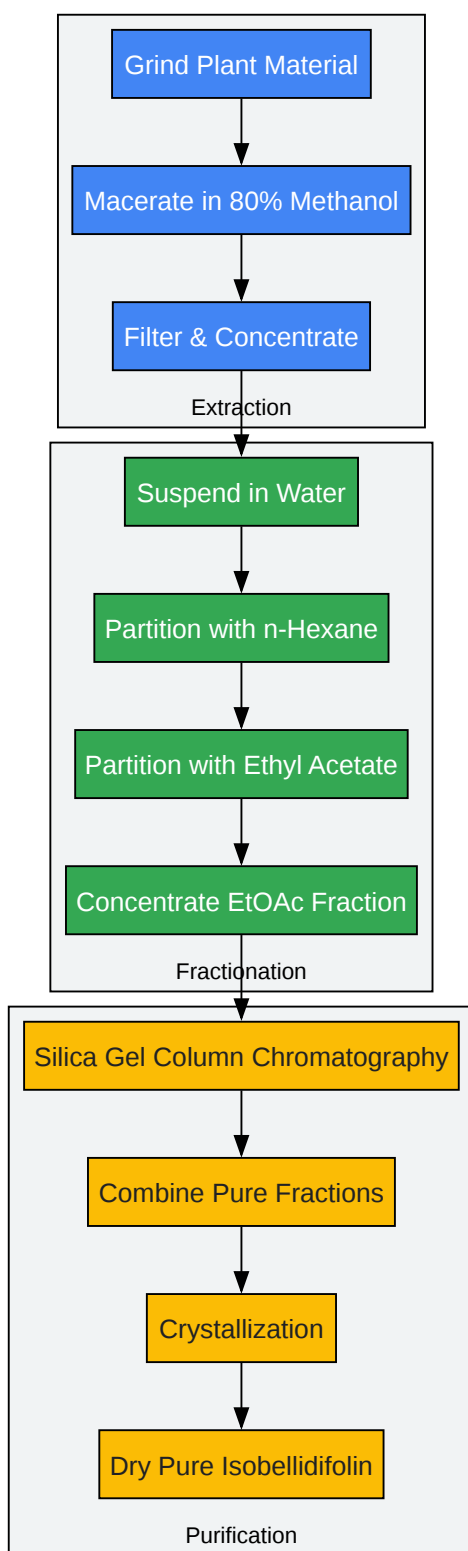 Grind Plant Material
Macerate in 80% Methanol
Filter & Concentrate
Extraction
Suspend in Water
Partition with n-Hexane
Partition with Ethyl Acetate
Concentrate EtOAc Fraction
Fractionation
Silica Gel Column Chromatography
Combine Pure Fractions
Crystallization
Dry Pure Isobellidifolin
Purification